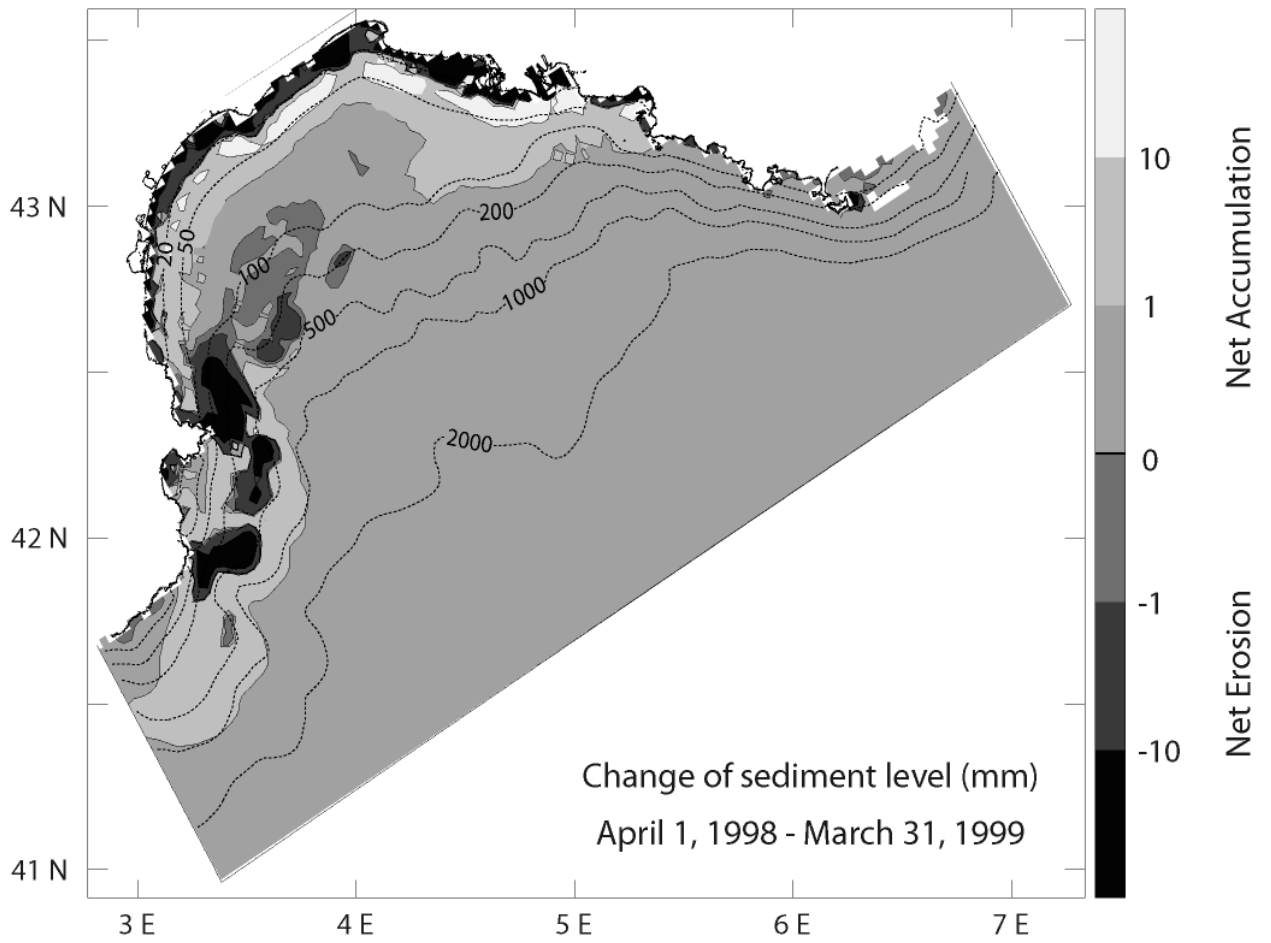 43 N
42 N
41 N
3 E
4 E
5 E
6 E
7 E
20
50
100
200
500
1000
2000
Change of sediment level (mm)
April 1, 1998 - March 31, 1999
10
1
0
-1
-10
Net Accumulation
Net Erosion